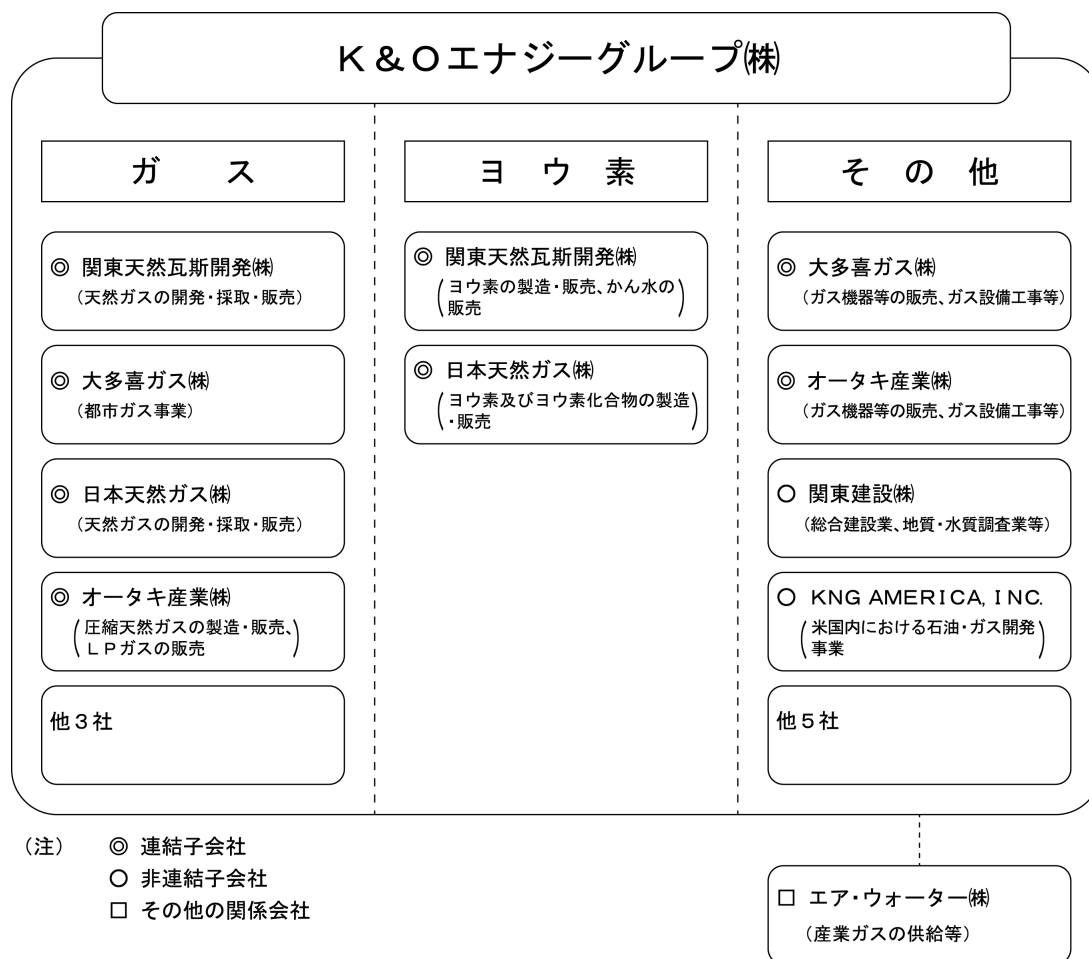 K&Oエナジーグループ㈱
ガス
ヨウ素
その他
◎ 関東天然瓦斯開発㈱
(天然ガスの開発・採取・販売)
◎ 大多喜ガス㈱
(都市ガス事業)
◎ 日本天然ガス㈱
(天然ガスの開発・採取・販売)
◎ オータキ産業㈱
(圧縮天然ガスの製造・販売、
LPガスの販売)
他3社
◎ 関東天然瓦斯開発㈱
(ヨウ素の製造・販売、かん水の
販売)
◎ 日本天然ガス㈱
(ヨウ素及びヨウ素化合物の製造
・販売)
◎ 大多喜ガス㈱
(ガス機器等の販売、ガス設備工事等)
◎ オータキ産業㈱
(ガス機器等の販売、ガス設備工事等)
○ 関東建設㈱
(総合建設業、地質・水質調査業等)
○ KNG AMERICA, INC.
(米国内における石油・ガス開発
事業)
他5社
(注) ◎ 連結子会社
○ 非連結子会社
□ その他の関係会社
□ エア・ウォーター㈱
(産業ガスの供給等)